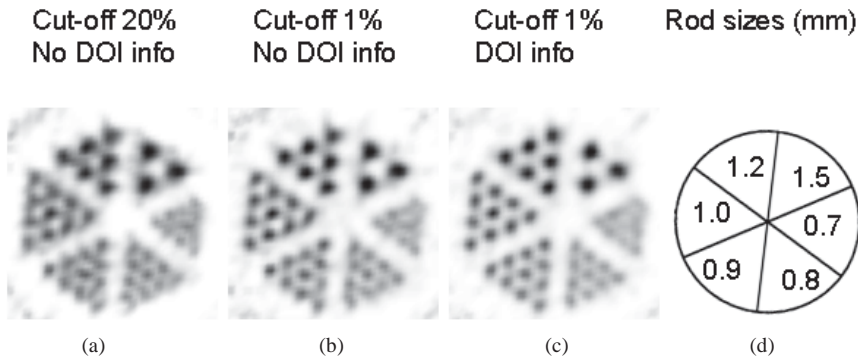 Cut-off 20%
No DOI info
Cut-off 1%
No DOI info
Cut-off 1%
DOI info
Rod sizes (mm)
1.2
1.5
1.0
0.7
0.9
0.8
(a)
(b)
(c)
(d)